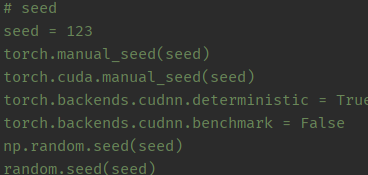 # seed
seed = 123
torch.manual_seed(seed)
torch.cuda.manual_seed(seed)
torch.backends.cudnn.deterministic = True
torch.backends.cudnn.benchmark = False
np.random.seed(seed)
random.seed(seed)